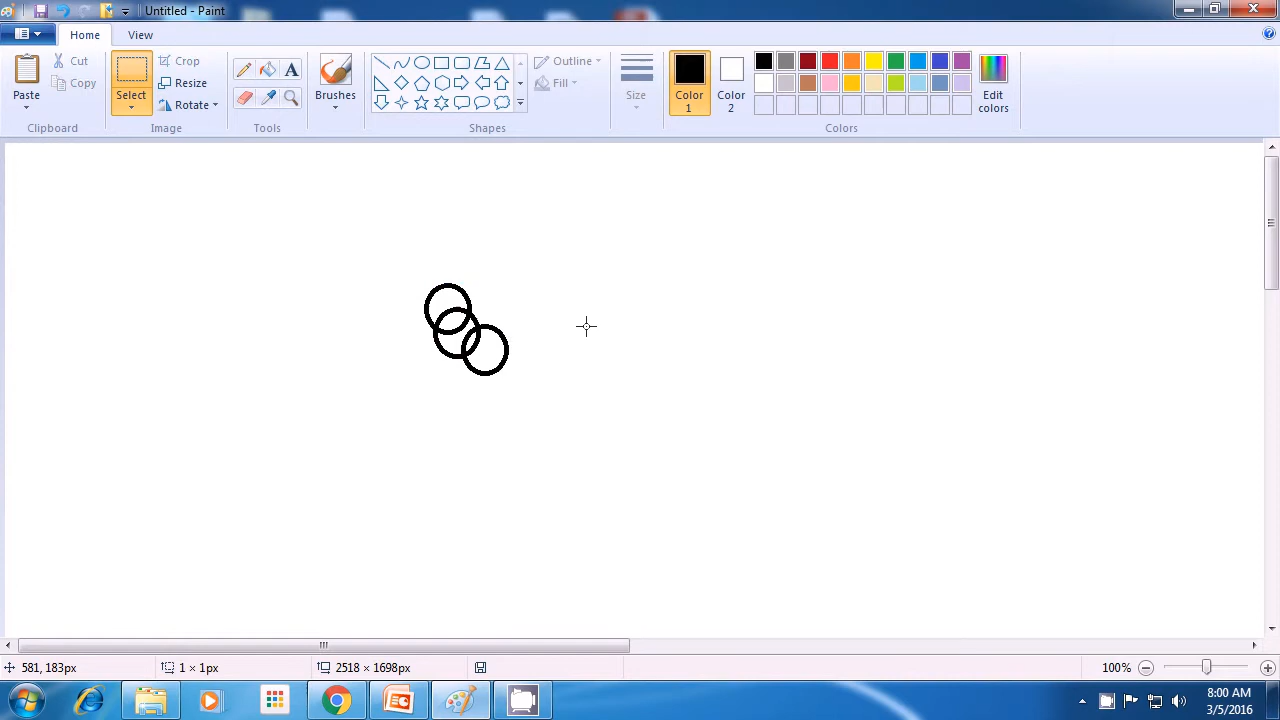 Untitled - Paint
Home View
Paste
Cut
Copy
Clipboard
Select
Crop
Resize
Rotate
Image
A
Tools
Brushes
Shapes
Outline
Fill
Size
Color
1
Color
2
Edit
colors
Colors
581, 183px
1 × 1px
2518 × 1698px
100%
8:00 AM
3/5/2016